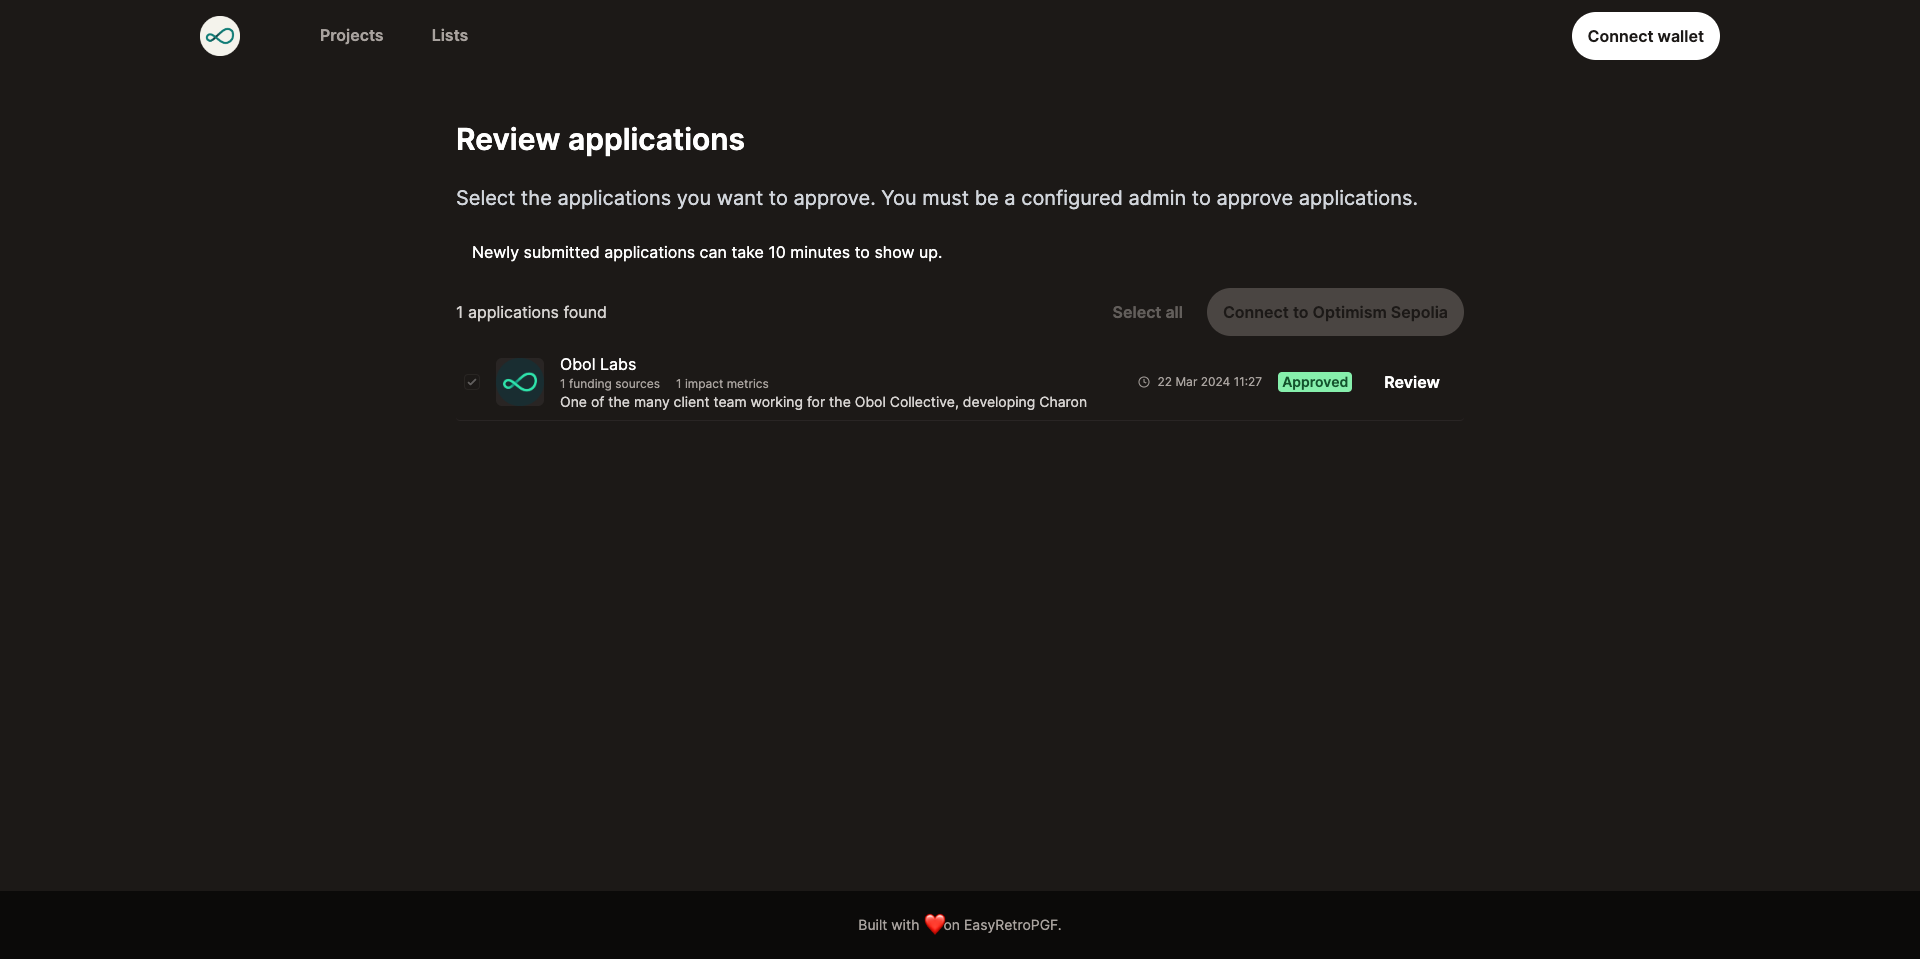 Projects
Lists
Connect wallet
Review applications
Select the applications you want to approve. You must be a configured admin to approve applications.
Newly submitted applications can take 10 minutes to show up.
1 applications found
Select all
Connect to Optimism Sepolia
Obol Labs
1 funding sources 1 impact metrics
One of the many client team working for the Obol Collective, developing Charon
22 Mar 2024 11:27
Approved
Review
Built with ❤️on EasyRetroPGF.